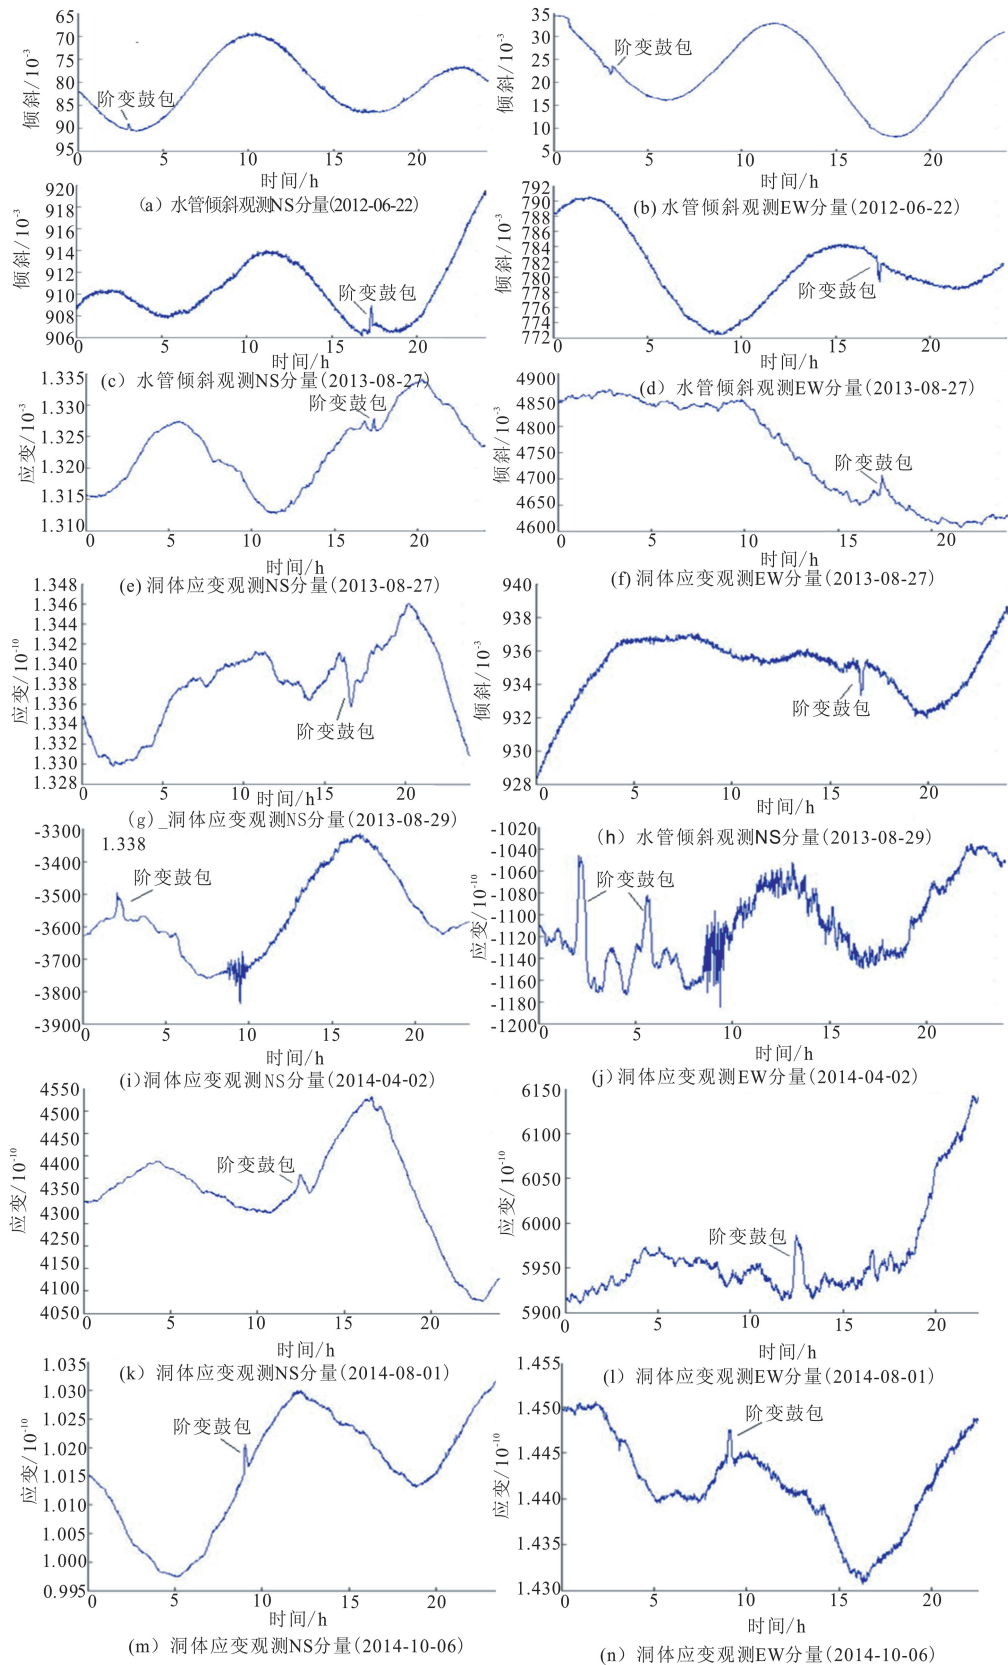 65
70
75
80
85
90
95
倾斜/10⁻³
阶变鼓包
0 5 10 15 20
时间/h
(a) 水管倾斜观测NS分量(2012-06-22)
35
30
25
20
15
10
5
倾斜/10⁻³
阶变鼓包
0 5 10 15 20
时间/h
(b) 水管倾斜观测EW分量(2012-06-22)
920
918
914
910
908
906
倾斜/10⁻³
阶变鼓包
0 5 10 15 20
时间/h
(c) 水管倾斜观测NS分量(2013-08-27)
792
788
784
782
780
778
776
774
772
倾斜/10⁻³
阶变鼓包
0 5 10 15 20
时间/h
(d) 水管倾斜观测EW分量(2013-08-27)
1.335
1.330
1.325
1.320
1.315
1.310
应变/10⁻³
阶变鼓包
0 5 10 15 20
时间/h
(e) 洞体应变观测NS分量(2013-08-27)
4900
4850
4800
4750
4700
4650
4600
倾斜/10⁻³
阶变鼓包
0 5 10 15 20
时间/h
(f) 洞体应变观测EW分量(2013-08-27)
1.348
1.346
1.344
1.342
1.340
1.338
1.336
1.334
1.332
1.330
1.328
应变/10⁻¹⁰
阶变鼓包
0 5 10 15 20
时间/h
(g)_洞体应变观测NS分量(2013-08-29)
940
938
936
934
932
930
928
倾斜/10⁻³
阶变鼓包
0 5 10 15 20
时间/h
(h) 水管倾斜观测NS分量(2013-08-29)
-3300
-3400
-3500
-3600
-3700
-3800
-3900
1.338
阶变鼓包
0 5 10 15 20
时间/h
(i)洞体应变观测NS分量(2014-04-02)
-1020
-1040
-1060
-1080
-1100
-1120
-1140
-1160
-1180
-1200
应变/10⁻¹⁰
阶变鼓包
0 5 10 15 20
时间/h
(j)洞体应变观测EW分量(2014-04-02)
4550
4500
4450
4400
4350
4300
4250
4200
4150
4100
4050
应变/10⁻¹⁰
阶变鼓包
0 5 10 15 20
时间/h
(k) 洞体应变观测NS分量(2014-08-01)
6150
6100
6050
6000
5950
5900
应变/10⁻¹⁰
阶变鼓包
0 5 10 15 20
时间/h
(l) 洞体应变观测EW分量(2014-08-01)
1.035
1.030
1.025
1.020
1.015
1.010
1.005
1.000
0.995
应变/10⁻¹⁰
阶变鼓包
0 5 10 15 20
时间/h
(m) 洞体应变观测NS分量(2014-10-06)
1.455
1.450
1.445
1.440
1.435
1.430
应变/10⁻¹⁰
阶变鼓包
0 5 10 15 20
时间/h
(n) 洞体应变观测EW分量(2014-10-06)